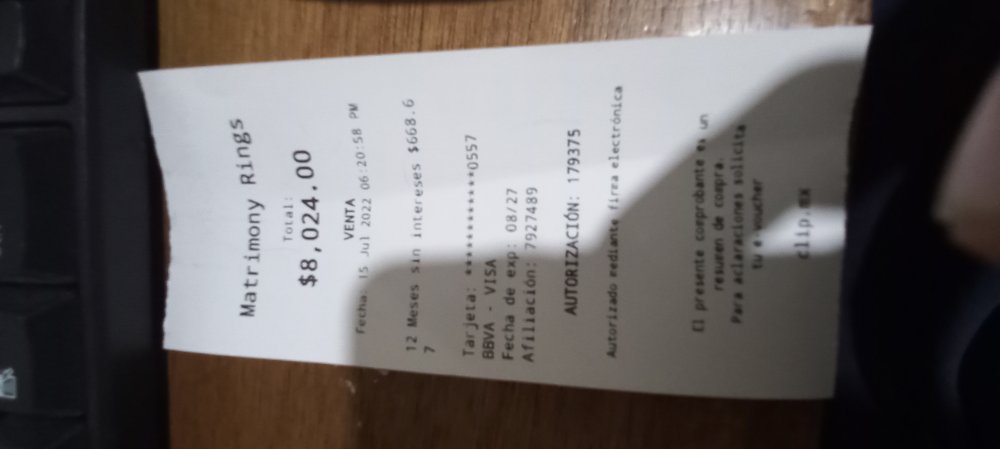 Matrimony Rings
Total:
$8,024.00
VENTA
Fecha: 15 Jul 2022 06:20:58 PM
12 Meses sin intereses $668.6
7
Tarjeta: ************0557
BBVA - VISA
Fecha de exp: 08/27
Afiliación: 7927489
AUTORIZACIÓN: 179375
Autorizado mediante firma electrónica
El presente comprobante es un
resumen de compra.
Para aclaraciones solicita
tu e-voucher
clip.mx